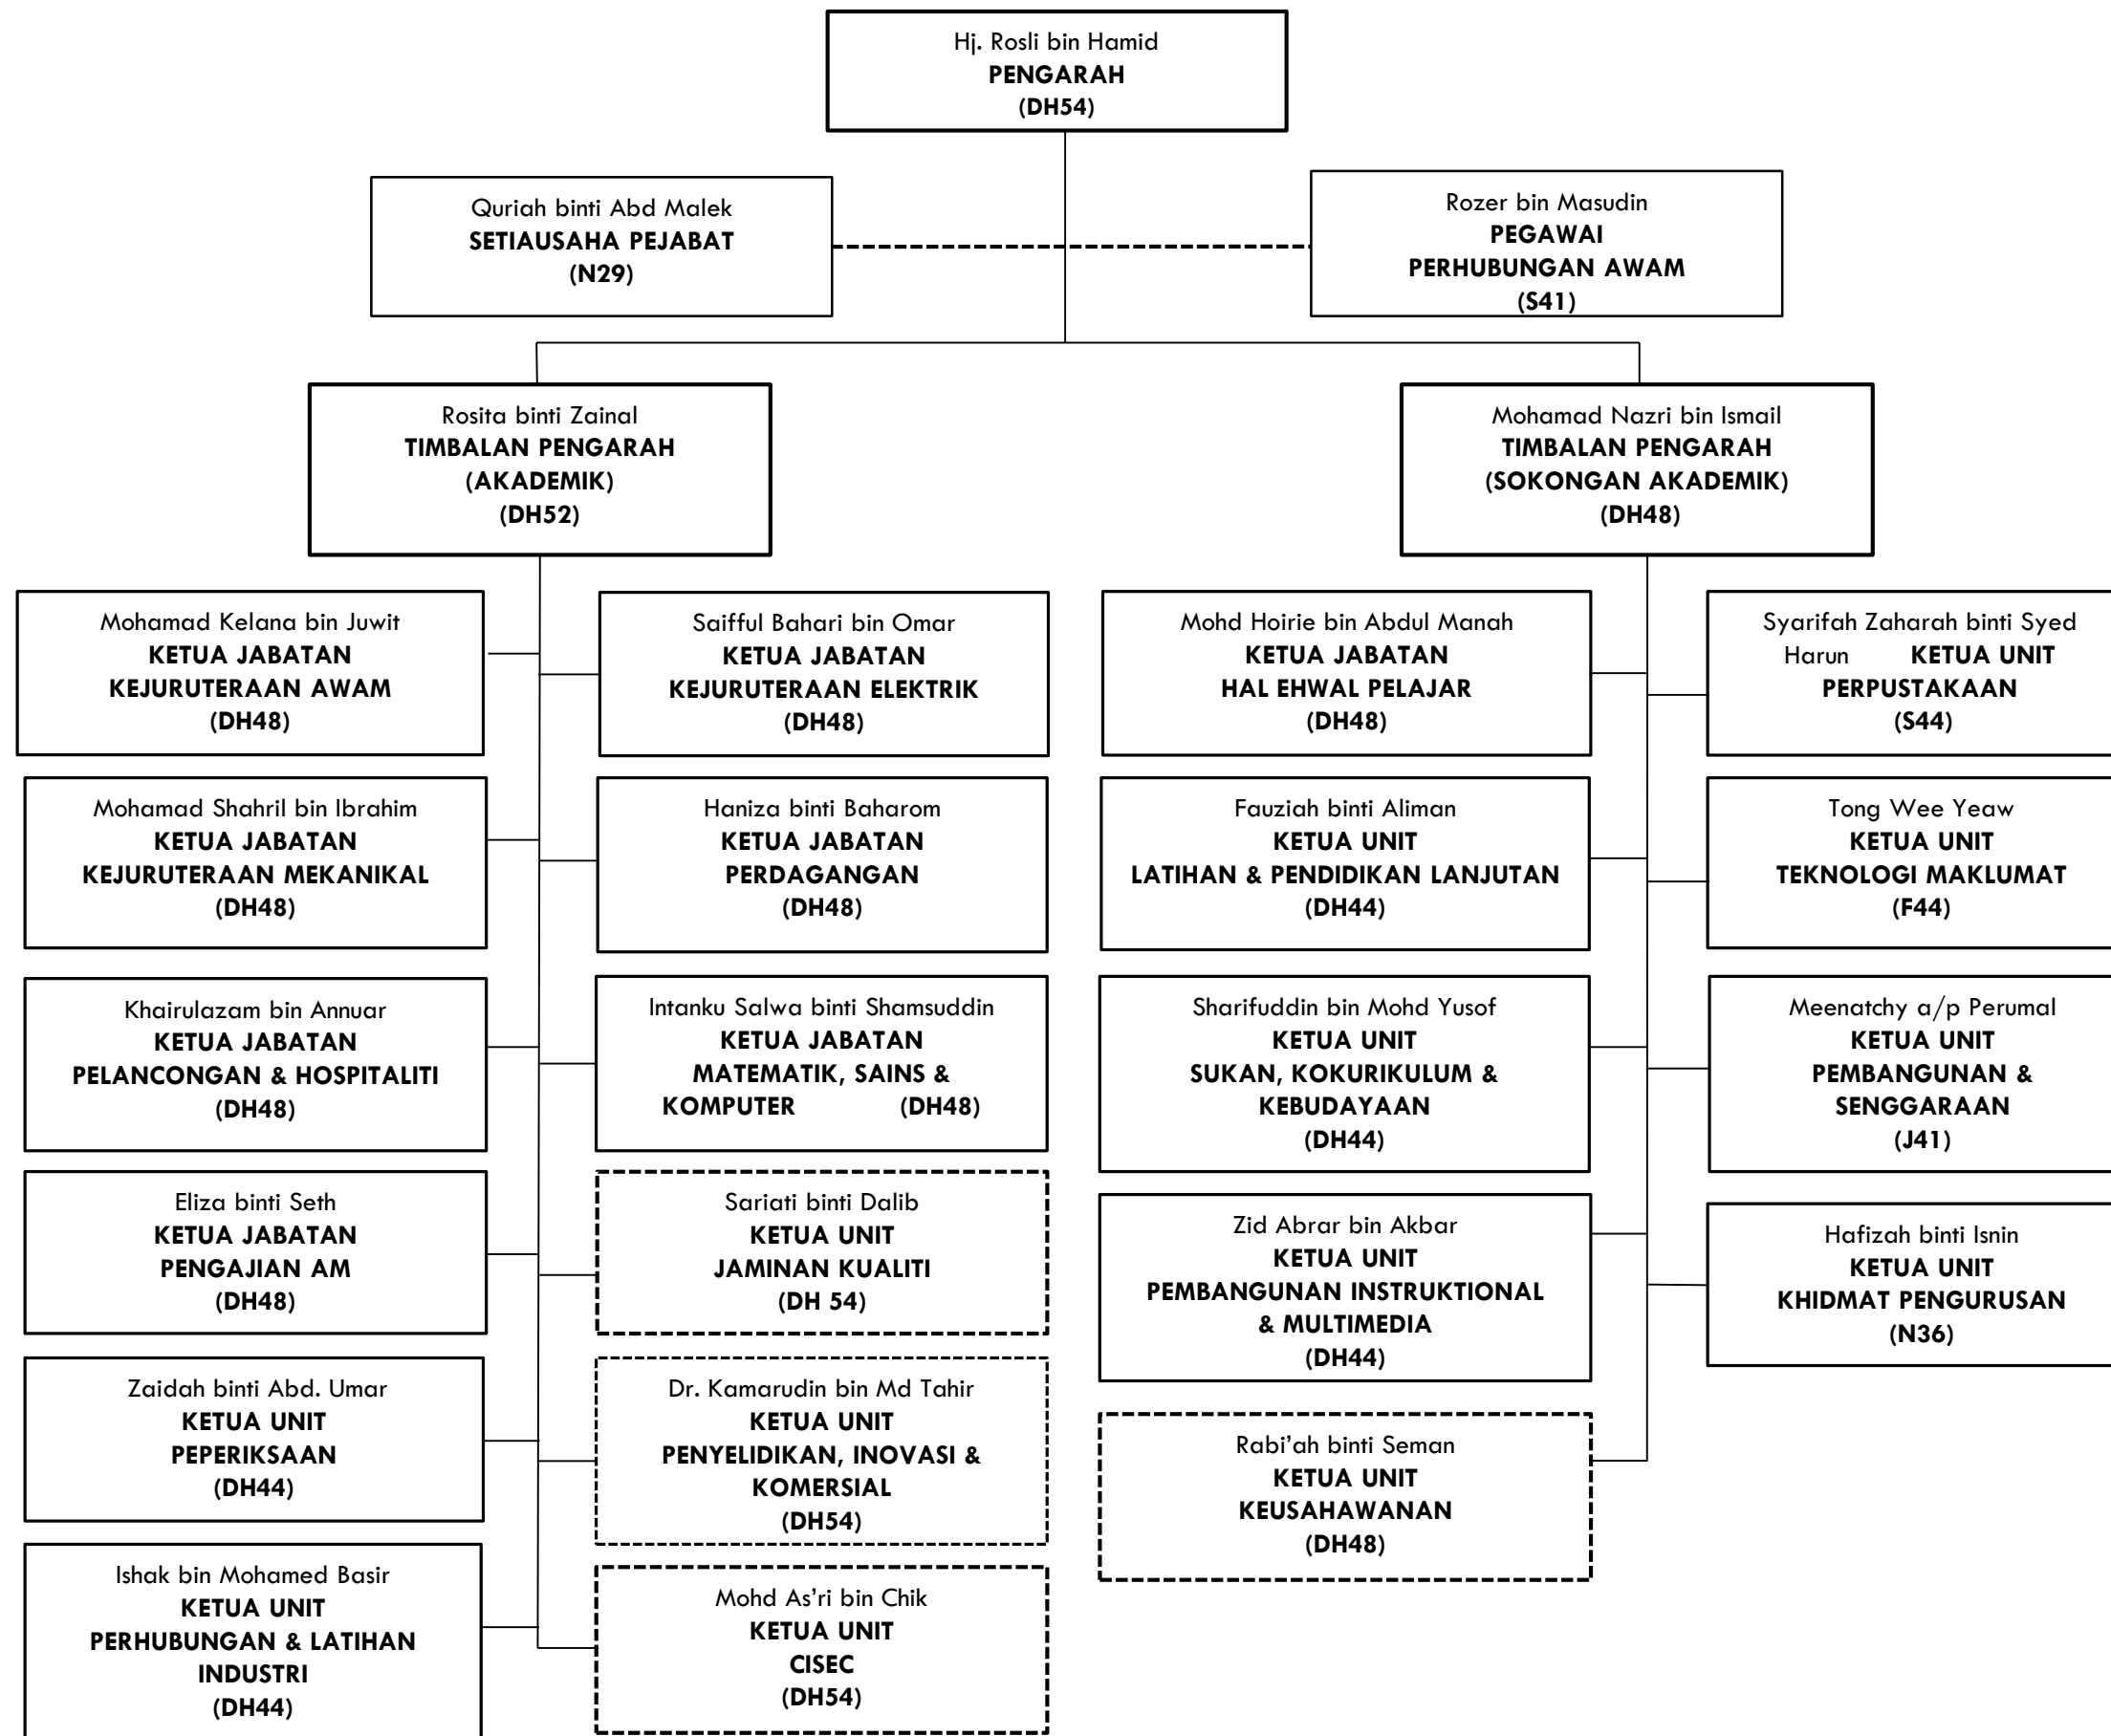 Hj. Rosli bin Hamid
PENGARAH
(DH54)
Quriah binti Abd Malek
SETIAUSAHA PEJABAT
(N29)
Rozer bin Masudin
PEGAWAI
PERHUBUNGAN AWAM
(S41)
Rosita binti Zainal
TIMBALAN PENGARAH
(AKADEMIK)
(DH52)
Mohamad Nazri bin Ismail
TIMBALAN PENGARAH
(SOKONGAN AKADEMIK)
(DH48)
Mohamad Kelana bin Juwit
KETUA JABATAN
KEJURUTERAAN AWAM
(DH48)
Saifful Bahari bin Omar
KETUA JABATAN
KEJURUTERAAN ELEKTRIK
(DH48)
Mohd Hoirie bin Abdul Manah
KETUA JABATAN
HAL EHWAL PELAJAR
(DH48)
Syarifah Zaharah binti Syed
Harun KETUA UNIT
PERPUSTAKAAN
(S44)
Mohamad Shahril bin Ibrahim
KETUA JABATAN
KEJURUTERAAN MEKANIKAL
(DH48)
Haniza binti Baharom
KETUA JABATAN
PERDAGANGAN
(DH48)
Fauziah binti Aliman
KETUA UNIT
LATIHAN & PENDIDIKAN LANJUTAN
(DH44)
Tong Wee Yeaw
KETUA UNIT
TEKNOLOGI MAKLUMAT
(F44)
Khairulazam bin Annuar
KETUA JABATAN
PELANCONGAN & HOSPITALITI
(DH48)
Intanku Salwa binti Shamsuddin
KETUA JABATAN
MATEMATIK, SAINS &
KOMPUTER (DH48)
Sharifuddin bin Mohd Yusof
KETUA UNIT
SUKAN, KOKURIKULUM &
KEBUDAYAAN
(DH44)
Meenatchy a/p Perumal
KETUA UNIT
PEMBANGUNAN &
SENGGARAAN
(J41)
Eliza binti Seth
KETUA JABATAN
PENGAJIAN AM
(DH48)
Sariati binti Dalib
KETUA UNIT
JAMINAN KUALITI
(DH 54)
Zid Abrar bin Akbar
KETUA UNIT
PEMBANGUNAN INSTRUKTIONAL
& MULTIMEDIA
(DH44)
Hafizah binti Isnin
KETUA UNIT
KHIDMAT PENGURUSAN
(N36)
Zaidah binti Abd. Umar
KETUA UNIT
PEPERIKSAAN
(DH44)
Dr. Kamarudin bin Md Tahir
KETUA UNIT
PENYELIDIKAN, INOVASI &
KOMERSIAL
(DH54)
Rabi’ah binti Seman
KETUA UNIT
KEUSAHAWANAN
(DH48)
Ishak bin Mohamed Basir
KETUA UNIT
PERHUBUNGAN & LATIHAN
INDUSTRI
(DH44)
Mohd As’ri bin Chik
KETUA UNIT
CISEC
(DH54)